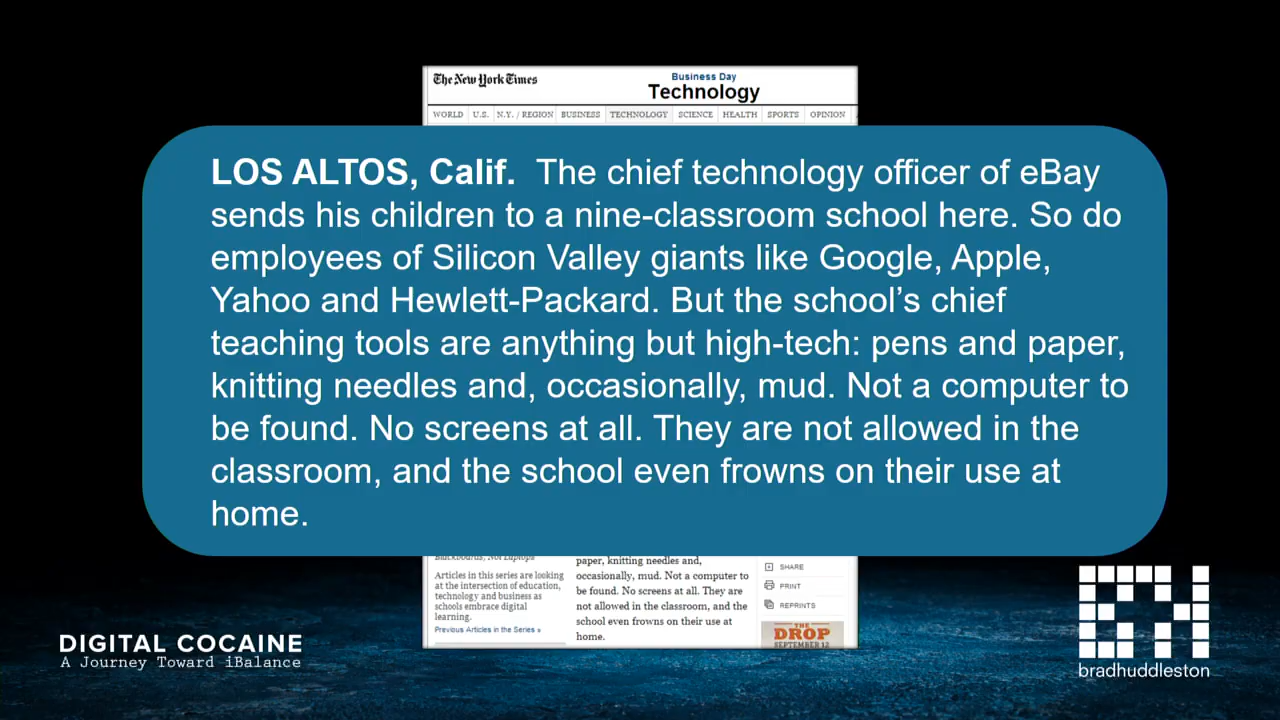 The New York Times
Business Day
Technology
WORLD U.S. N.Y. / REGION BUSINESS TECHNOLOGY SCIENCE HEALTH SPORTS OPINION
LOS ALTOS, Calif. The chief technology officer of eBay
sends his children to a nine-classroom school here. So do
employees of Silicon Valley giants like Google, Apple,
Yahoo and Hewlett-Packard. But the school’s chief
teaching tools are anything but high-tech: pens and paper,
knitting needles and, occasionally, mud. Not a computer to
be found. No screens at all. They are not allowed in the
classroom, and the school even frowns on their use at
home.
Blackboards, Not Laptops
Articles in this series are looking
at the intersection of education,
technology and business as
schools embrace digital
learning.
Previous Articles in the Series »
paper, knitting needles and,
occasionally, mud. Not a computer to
be found. No screens at all. They are
not allowed in the classroom, and the
school even frowns on their use at
home.
SHARE
PRINT
REPRINTS
THE
DROP
SEPTEMBER 12
DIGITAL COCAINE
A Journey Toward iBalance
bradhuddleston